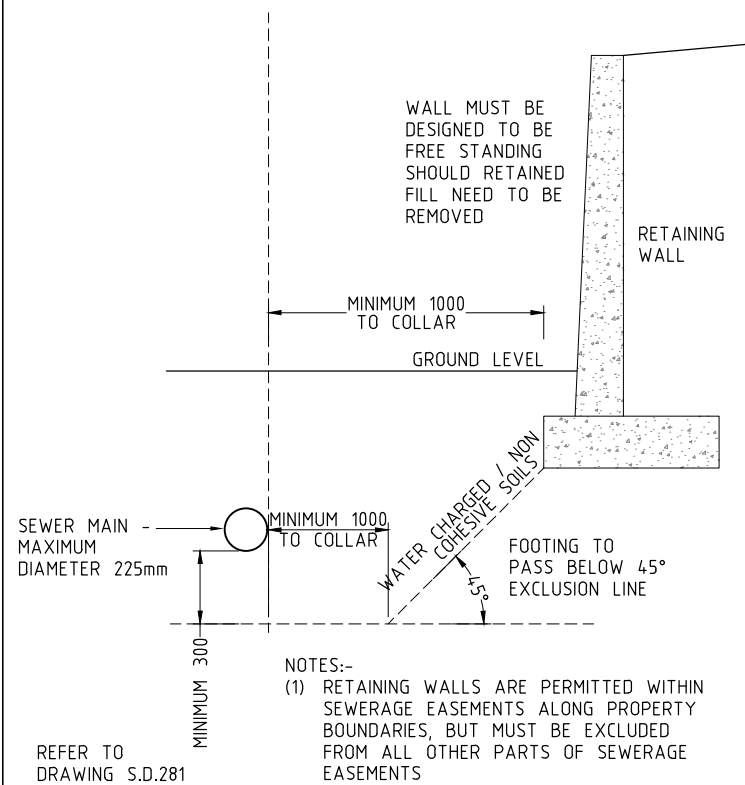 WALL MUST BE
DESIGNED TO BE
FREE STANDING
SHOULD RETAINED
FILL NEED TO BE
REMOVED
RETAINING
WALL
MINIMUM 1000
TO COLLAR
GROUND LEVEL
WATER CHARGED / NON
COHESIVE SOILS
SEWER MAIN -
MAXIMUM
DIAMETER 225mm
MINIMUM 1000
TO COLLAR
FOOTING TO
PASS BELOW 45°
EXCLUSION LINE
45°
MINIMUM 300
NOTES:-
(1) RETAINING WALLS ARE PERMITTED WITHIN
SEWERAGE EASEMENTS ALONG PROPERTY
BOUNDARIES, BUT MUST BE EXCLUDED
FROM ALL OTHER PARTS OF SEWERAGE
EASEMENTS
REFER TO
DRAWING S.D.281